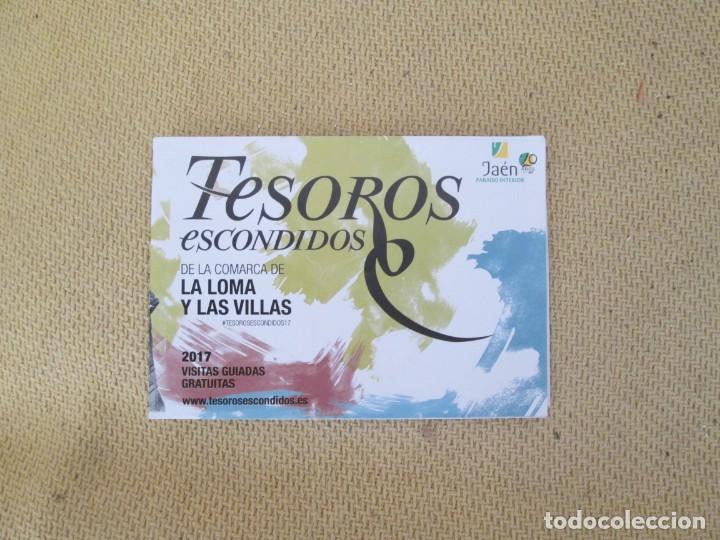 TESOROS
ESCONDIDOS
DE LA COMARCA DE
LA LOMA
Y LAS VILLAS
#TESOROSESCONDIDOS17
2017
VISITAS GUIADAS
GRATUITAS
www.tesorosescondidos.es
Jaén
PARAÍSO INTERIOR
todocoleccion.net